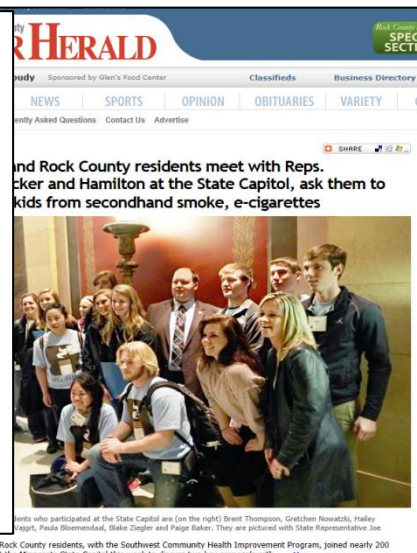 ty
R HERALD
Rock County
SPEC
SECTI
oudy Sponsored by Glen's Food Center Classifieds Business Directory
NEWS SPORTS OPINION OBITUARIES VARIETY
ently Asked Questions Contact Us Advertise
SHARE
and Rock County residents meet with Reps.
cker and Hamilton at the State Capitol, ask them to
kids from secondhand smoke, e-cigarettes
dents who participated at the State Capitol are (on the right) Brent Thompson, Gretchen Nowatzki, Hailey
Vajgrt, Paula Bloemendaal, Blake Ziegler and Paige Baker. They are pictured with State Representative Joe
Rock County residents, with the Southwest Community Health Improvement Program, joined nearly 200